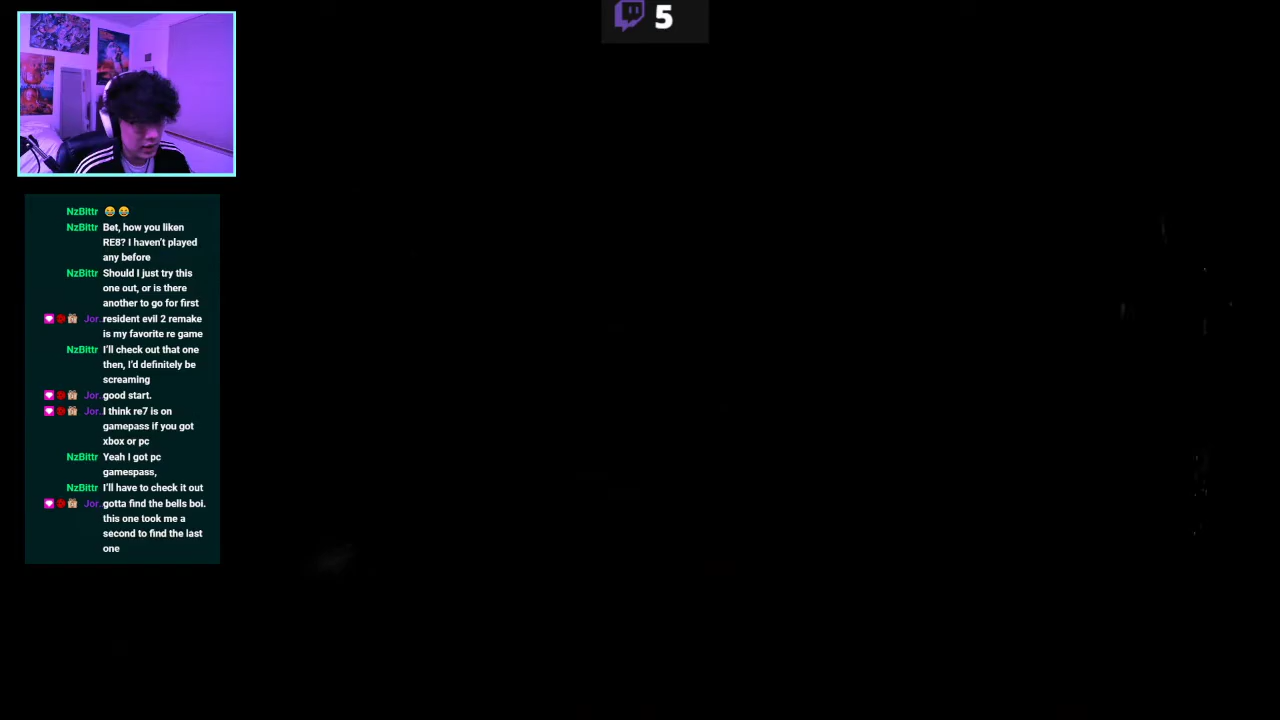 5
NzBittr 😂 😂
NzBittr Bet, how you liken
RE8? I haven't played
any before
NzBittr Should I just try this
one out, or is there
another to go for first
Jor..resident evil 2 remake
is my favorite re game
NzBittr I'll check out that one
then, I'd definitely be
screaming
Jor..good start.
Jor..I think re7 is on
gamepass if you got
xbox or pc
NzBittr Yeah I got pc
gamespass,
NzBittr I'll have to check it out
Jor..gotta find the bells boi.
this one took me a
second to find the last
one